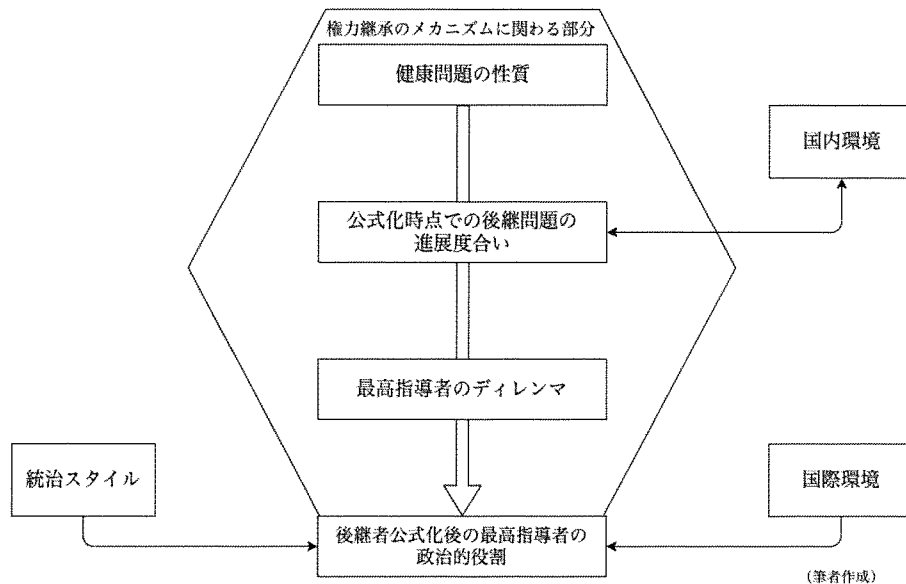 権力継承のメカニズムに関わる部分
健康問題の性質
国内環境
公式化時点での後継問題の
進展度合い
最高指導者のディレンマ
統治スタイル
国際環境
後継者公式化後の最高指導者の
政治的役割
(筆者作成)